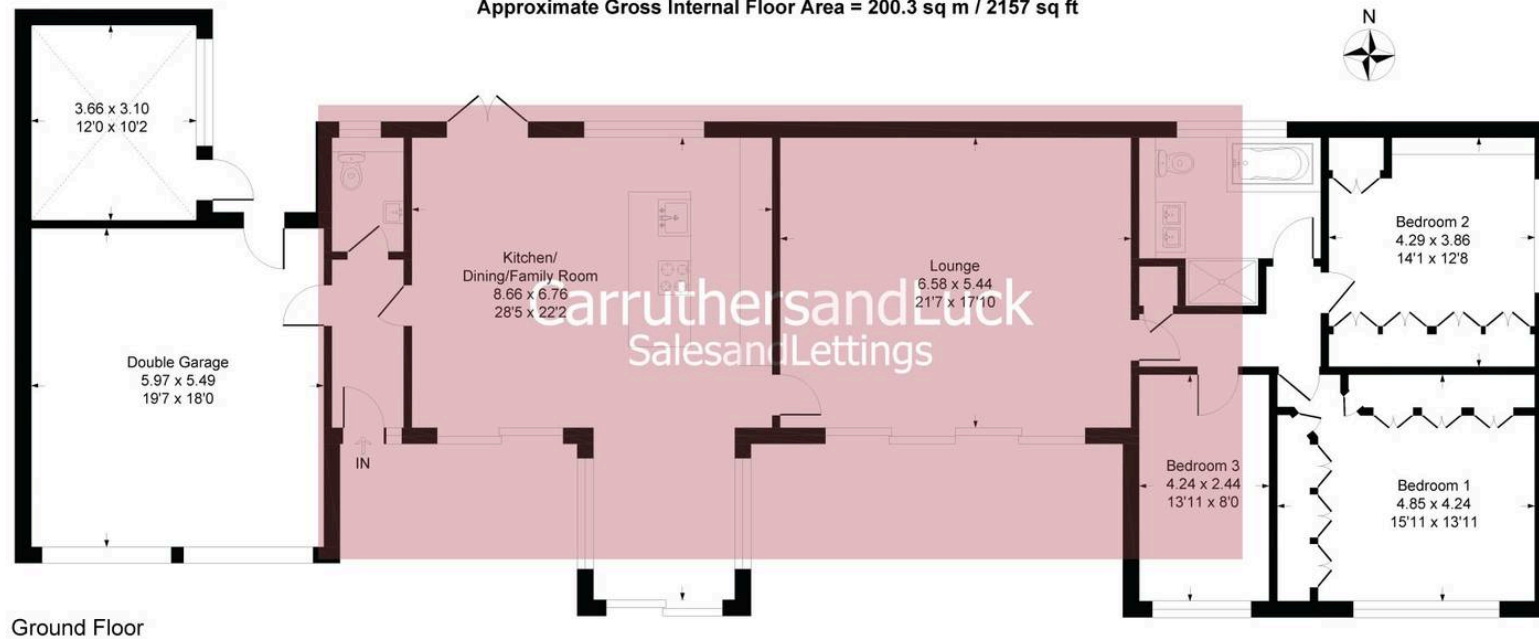 Approximate Gross Internal Floor Area = 200.3 sq m / 2157 sq ft
N
3.66 x 3.10
12'0 x 10'2
Kitchen/
Dining/Family Room
8.66 x 6.76
28'5 x 22'2
Lounge
6.58 x 5.44
21'7 x 17'10
Bedroom 2
4.29 x 3.86
14'1 x 12'8
CarruthersandLuck
SalesandLettings
Double Garage
5.97 x 5.49
19'7 x 18'0
IN
Bedroom 3
4.24 x 2.44
13'11 x 8'0
Bedroom 1
4.85 x 4.24
15'11 x 13'11
Ground Floor